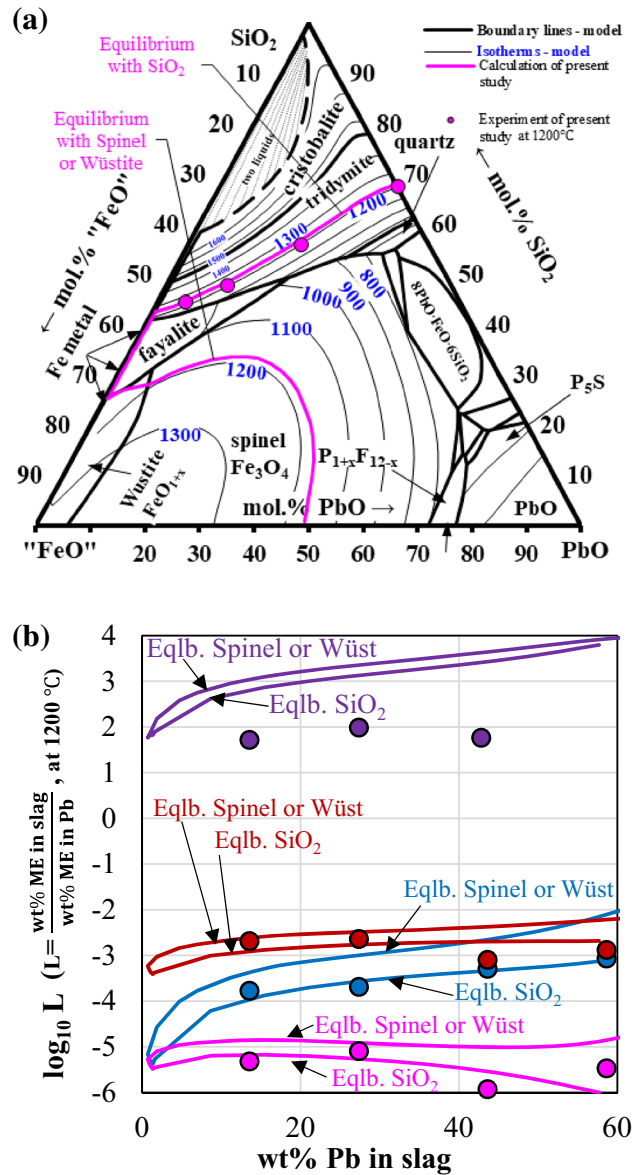 (a)
Equilibrium
with SiO2
Equilibrium
with Spinel
or Wüstite
Boundary lines - model
Isotherms - model
Calculation of present
study
Experiment of present
study at 1200°C
SiO2
10
20
30
40
50
60
70
80
90
90
80
70
60
50
40
30
20
10
← mol.% "FeO"
← mol.% SiO2
two liquids
cristobalite
tridymite
quartz
1600
1500
1400
1300
1200
Fe metal
fayalite
800
900
1000
1100
1200
1300
8PbO·FeO·6SiO2
P5S
spinel
Fe3O4
P1+xF12-x
Wustite
FeO1+x
mol.% PbO →
PbO
"FeO"
20
30
40
50
60
70
80
90
PbO
(b)
log10 L (L= wt% ME in slag / wt% ME in Pb , at 1200 °C)
4
3
2
1
0
-1
-2
-3
-4
-5
-6
Eqlb. Spinel or Wüst
Eqlb. SiO2
Eqlb. Spinel or Wüst
Eqlb. SiO2
Eqlb. Spinel or Wüst
Eqlb. SiO2
Eqlb. Spinel or Wüst
Eqlb. SiO2
0
20
40
60
wt% Pb in slag